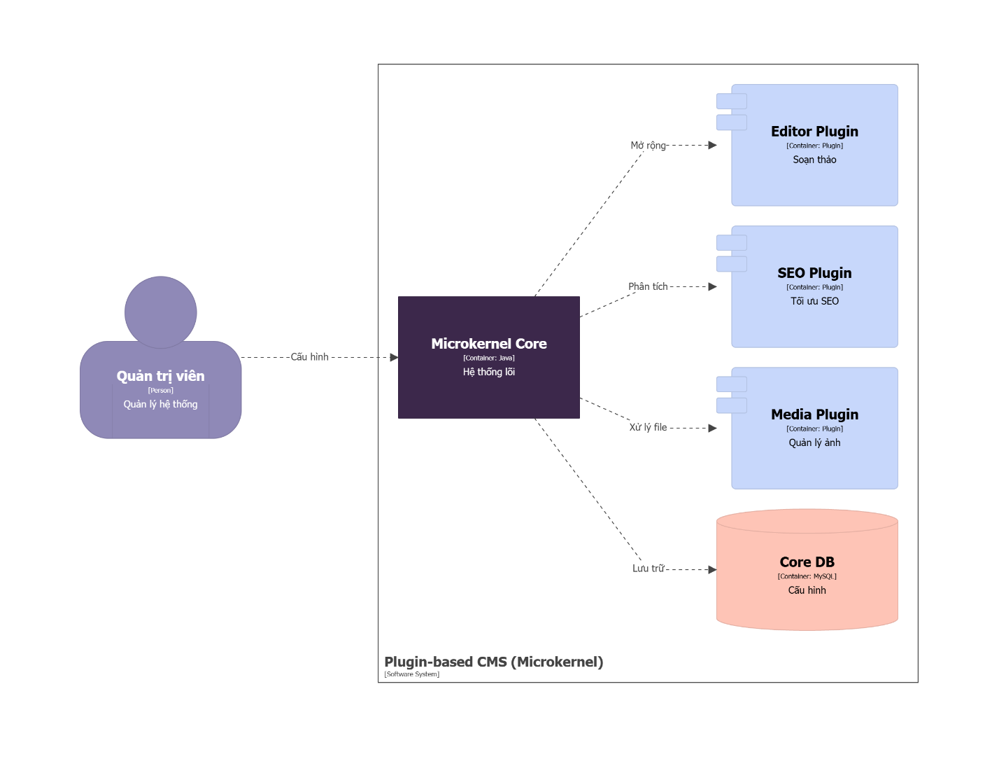 Quản trị viên
[Person]
Quản lý hệ thống
Cấu hình
Microkernel Core
[Container: Java]
Hệ thống lõi
Mở rộng
Editor Plugin
[Container: Plugin]
Soạn thảo
Phân tích
SEO Plugin
[Container: Plugin]
Tối ưu SEO
Xử lý file
Media Plugin
[Container: Plugin]
Quản lý ảnh
Lưu trữ
Core DB
[Container: MySQL]
Cấu hình
Plugin-based CMS (Microkernel)
[Software System]